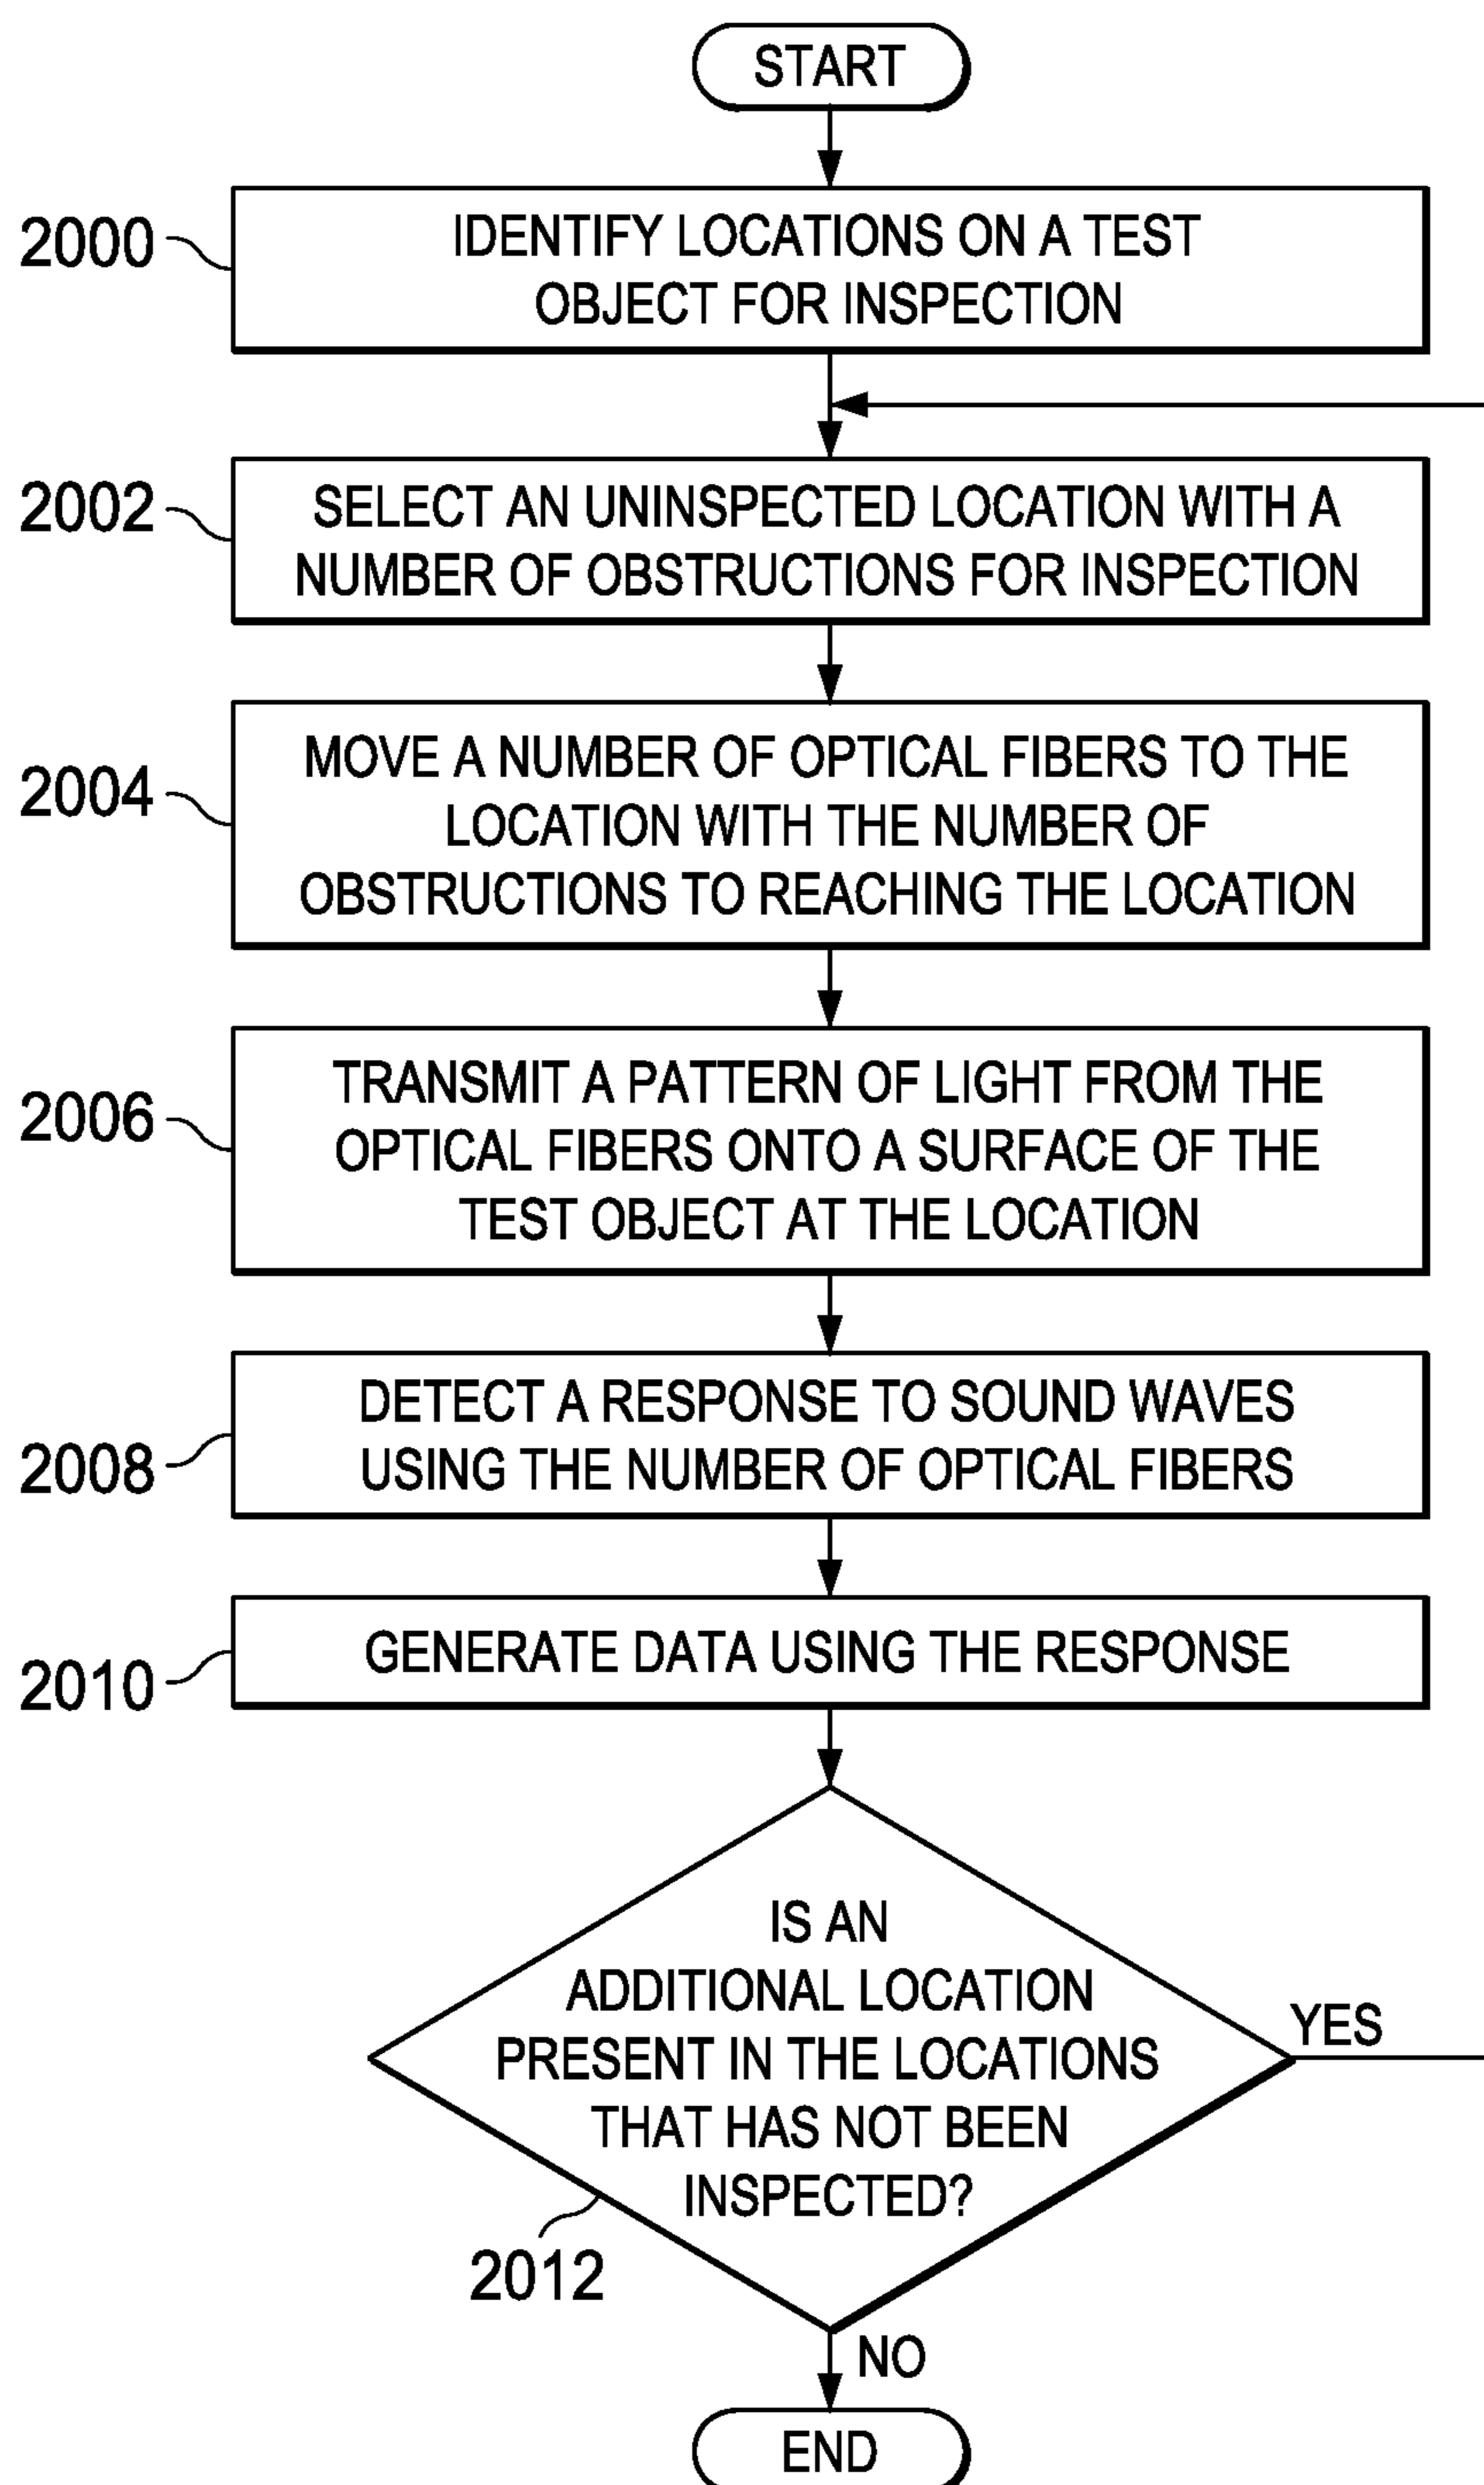 START
2000
IDENTIFY LOCATIONS ON A TEST
OBJECT FOR INSPECTION
2002
SELECT AN UNINSPECTED LOCATION WITH A
NUMBER OF OBSTRUCTIONS FOR INSPECTION
2004
MOVE A NUMBER OF OPTICAL FIBERS TO THE
LOCATION WITH THE NUMBER OF
OBSTRUCTIONS TO REACHING THE LOCATION
2006
TRANSMIT A PATTERN OF LIGHT FROM THE
OPTICAL FIBERS ONTO A SURFACE OF THE
TEST OBJECT AT THE LOCATION
2008
DETECT A RESPONSE TO SOUND WAVES
USING THE NUMBER OF OPTICAL FIBERS
2010
GENERATE DATA USING THE RESPONSE
IS AN
ADDITIONAL LOCATION
PRESENT IN THE LOCATIONS
THAT HAS NOT BEEN
INSPECTED?
YES
2012
NO
END